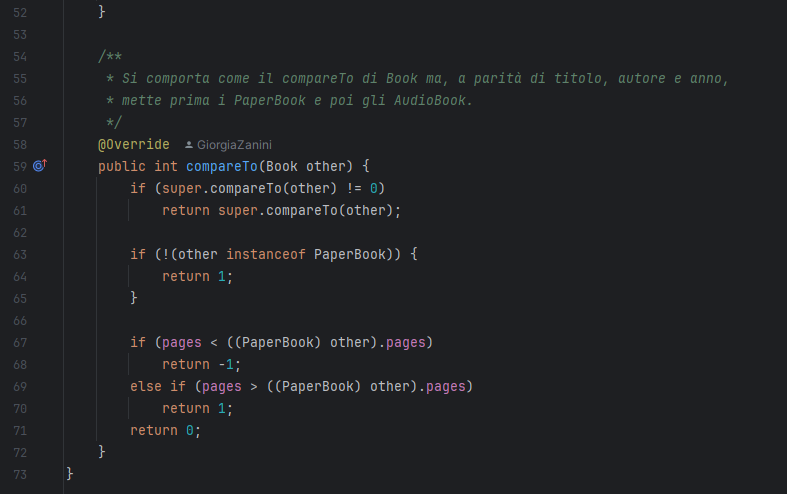 52 }
53
54 /**
55 * Si comporta come il compareTo di Book ma, a parità di titolo, autore e anno,
56 * mette prima i PaperBook e poi gli AudioBook.
57 */
58 @Override GiorgiaZanini
59 public int compareTo(Book other) {
60 if (super.compareTo(other) != 0)
61 return super.compareTo(other);
62
63 if (!(other instanceof PaperBook)) {
64 return 1;
65 }
66
67 if (pages < ((PaperBook) other).pages)
68 return -1;
69 else if (pages > ((PaperBook) other).pages)
70 return 1;
71 return 0;
72 }
73 }